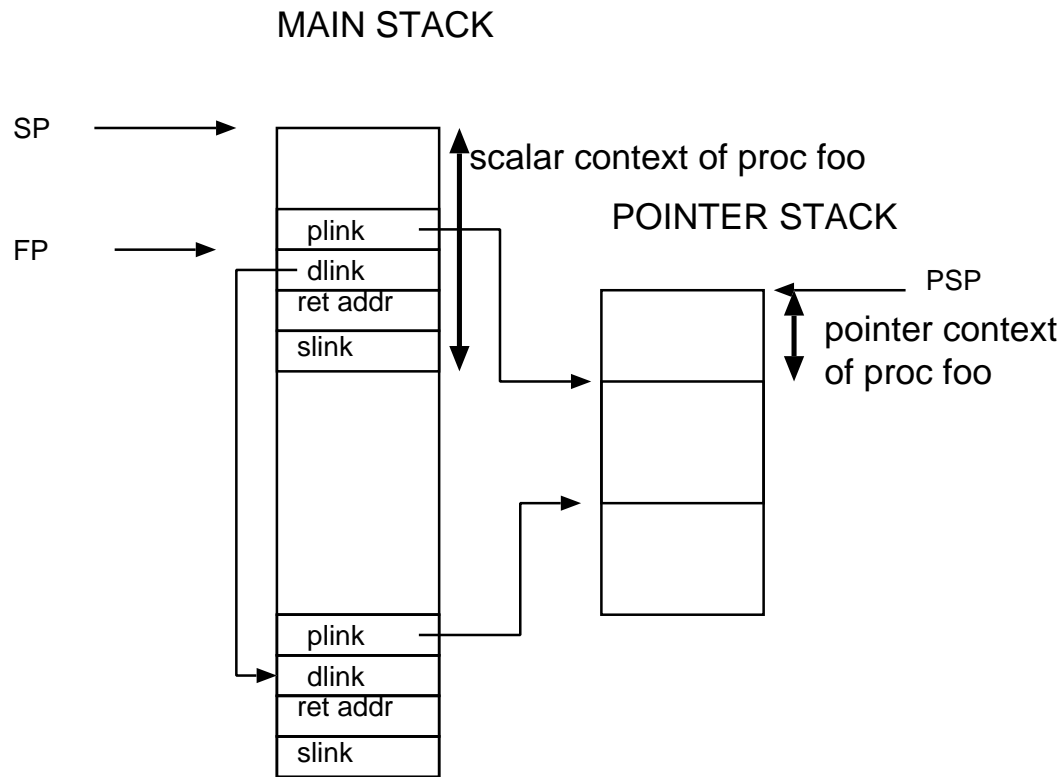 MAIN STACK
SP
scalar context of proc foo
POINTER STACK
plink
FP
dlink
PSP
ret addr
pointer context
slink
of proc foo
plink
dlink
ret addr
slink